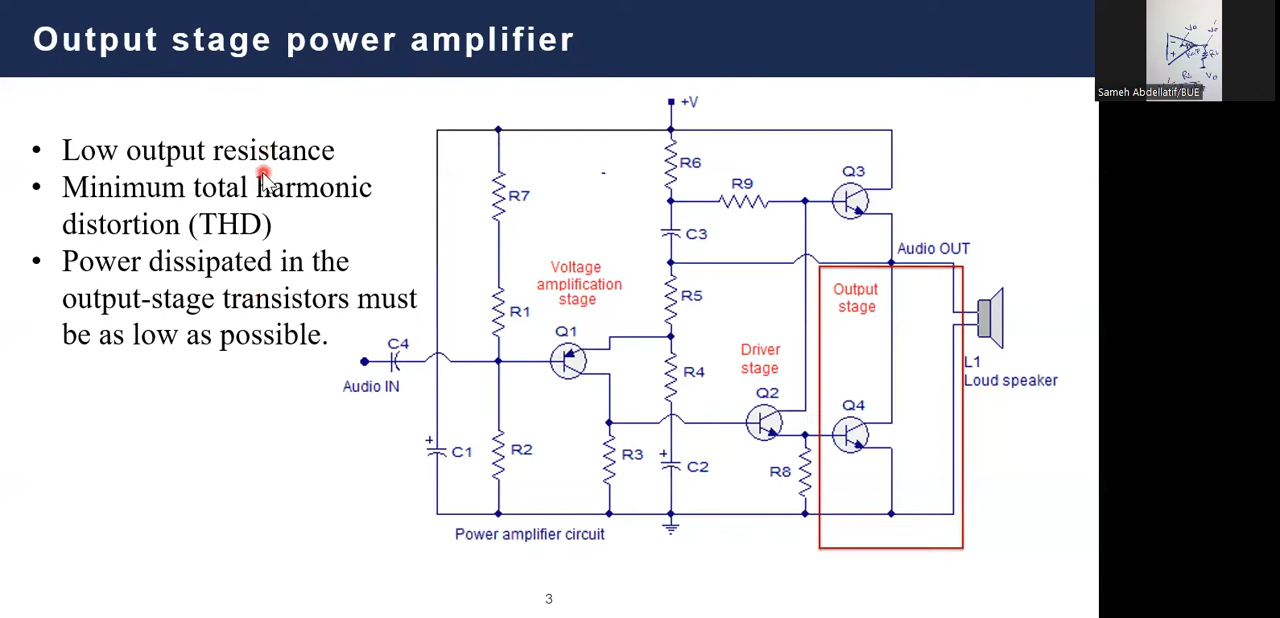 Output stage power amplifier
Sameh Abdellatif/BUE
• Low output resistance
• Minimum total harmonic
distortion (THD)
• Power dissipated in the
output-stage transistors must
be as low as possible.
+V
R7
R6
R9
Q3
C3
Audio OUT
Voltage
amplification
stage
R1
R5
Output
stage
Q1
C4
Audio IN
Driver
stage
R4
L1
Loud speaker
Q2
Q4
+
C1
R2
R3
+
C2
R8
Power amplifier circuit
3